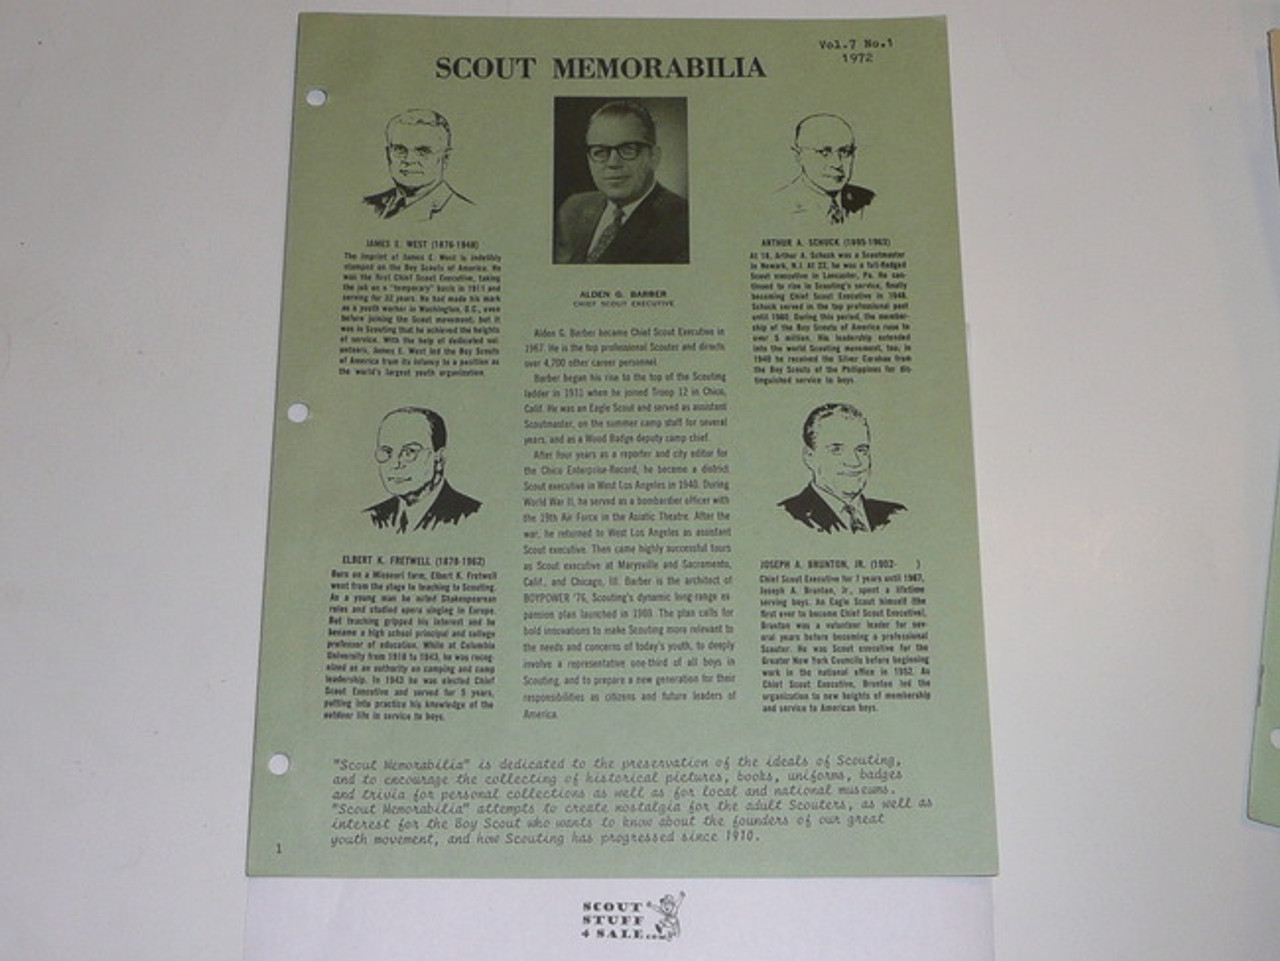 Vol.7 No.1
1972
SCOUT MEMORABILIA
JAMES E. WEST (1876-1948)
The imprint of James E. West is indelibly
stamped on the Boy Scouts of America. He
was the first Chief Scout Executive, taking
the job on a "temporary" basis in 1911 and
serving for 32 years. He had made his mark
as a youth worker in Washington, D.C., even
before joining the Scout movement; but it
was in Scouting that he achieved the heights
of service. With the help of dedicated vol-
unteers, James E. West led the Boy Scouts
of America from its infancy to a position as
the world's largest youth organization.
ELBERT K. FRETWELL (1878-1962)
Born on a Missouri farm, Elbert K. Fretwell
went from the stage to teaching to Scouting.
As a young man he acted Shakespearean
roles and studied opera singing in Europe.
But teaching gripped his interest and he
became a high school principal and college
professor of education. While at Columbia
University from 1918 to 1943, he was recog-
nized as an authority on camping and camp
leadership. In 1943 he was elected Chief
Scout Executive and served for 5 years,
putting into practice his knowledge of the
outdoor life in service to boys.
ALDEN G. BARBER
CHIEF SCOUT EXECUTIVE
Alden G. Barber became Chief Scout Executive in
1967. He is the top professional Scouter and directs
over 4,700 other career personnel.
Barber began his rise to the top of the Scouting
ladder in 1931 when he joined Troop 12 in Chico,
Calif. He was an Eagle Scout and served as assistant
Scoutmaster, on the summer camp staff for several
years, and as a Wood Badge deputy camp chief.
After four years as a reporter and city editor for
the Chico Enterprise-Record, he became a district
Scout executive in West Los Angeles in 1940. During
World War II, he served as a bombardier officer with
the Air Force in the Asiatic Theatre. After the
war, he returned to West Los Angeles as assistant
Scout executive. Then came highly successful tours
as Scout executive at Marysville and Sacramento,
Calif., and Chicago, Ill. Barber is the architect of
BOYPOWER '76, Scouting's dynamic long-range ex-
pansion plan launched in The plan calls for
bold innovations to make Scouting more relevant to
the needs and concerns of today's youth, to deeply
involve a representative one-third of all boys in
Scouting, and to prepare a new generation for their
responsibilities as citizens and future leaders of
America.
ARTHUR A. SCHUCK (1895-1963)
At 18, Arthur A. Schuck was a Scoutmaster
in Newark, N.J. At 22, he was a full-fledged
Scout executive in Lancaster, Pa. He con-
tinued to rise in Scouting's service, finally
becoming Chief Scout Executive in 1948.
Schuck served in the top professional post
until 1960. During this period, the member-
ship of the Boy Scouts of America rose to
over 5 million. His leadership extended
into the world Scouting movement, too; in
1949 he received the Silver Carabao from
the Boy Scouts of the Philippines for dis-
tinguished service to boys.
JOSEPH A. BRUNTON, JR. (1902- )
Chief Scout Executive for 7 years until 1967,
Joseph A. Brunton, Jr., spent a lifetime
serving boys. An Eagle Scout himself (the
first ever to become Chief Scout Executive),
Brunton was a volunteer leader for sev-
eral years before becoming a professional
Scouter. He was Scout executive for the
Greater New York Councils before beginning
work in the national office in 1952. As
Chief Scout Executive, Brunton led the
organization to new heights of membership
and service to American boys.
"Scout Memorabilia" is dedicated to the preservation of the ideals of Scouting,
and to encourage the collecting of historical pictures, books, uniforms, badges
and trivia for personal collections as well as for local and national museums.
"Scout Memorabilia" attempts to create nostalgia for the adult Scouters, as well as
interest for the Boy Scout who wants to know about the founders of our great
youth movement, and how Scouting has progressed since 1910.
1
SCOUT
STUFF
4 SALE.com